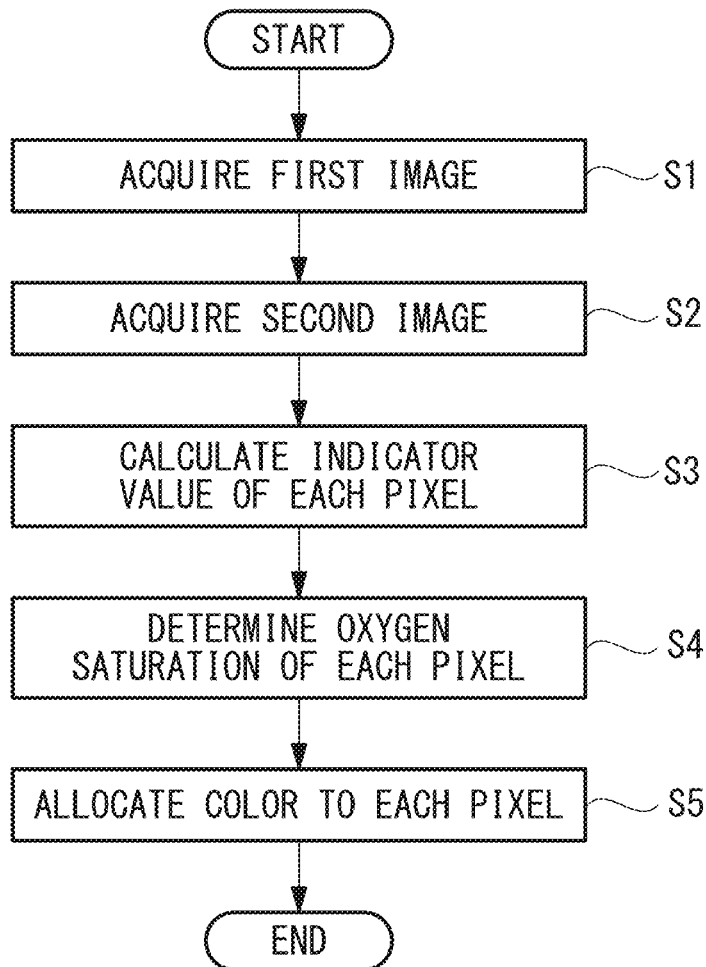 START
ACQUIRE FIRST IMAGE
S1
ACQUIRE SECOND IMAGE
S2
CALCULATE INDICATOR
VALUE OF EACH PIXEL
S3
DETERMINE OXYGEN
SATURATION OF EACH PIXEL
S4
ALLOCATE COLOR TO EACH PIXEL
S5
END